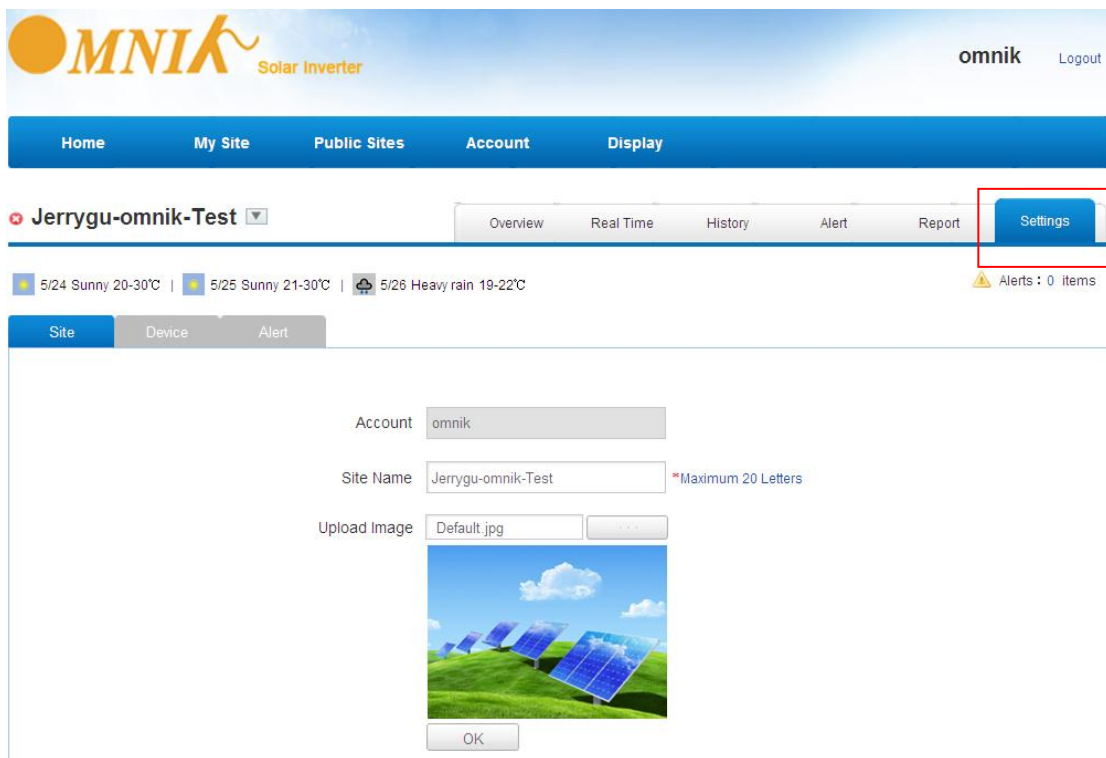 OMNIK Solar Inverter
omnik Logout
Home My Site Public Sites Account Display
Jerrygu-omnik-Test
Overview Real Time History Alert Report Settings
5/24 Sunny 20-30℃ | 5/25 Sunny 21-30℃ | 5/26 Heavy rain 19-22℃
Alerts：0 items
Site Device Alert
Account omnik
Site Name Jerrygu-omnik-Test *Maximum 20 Letters
Upload Image Default.jpg ...
OK